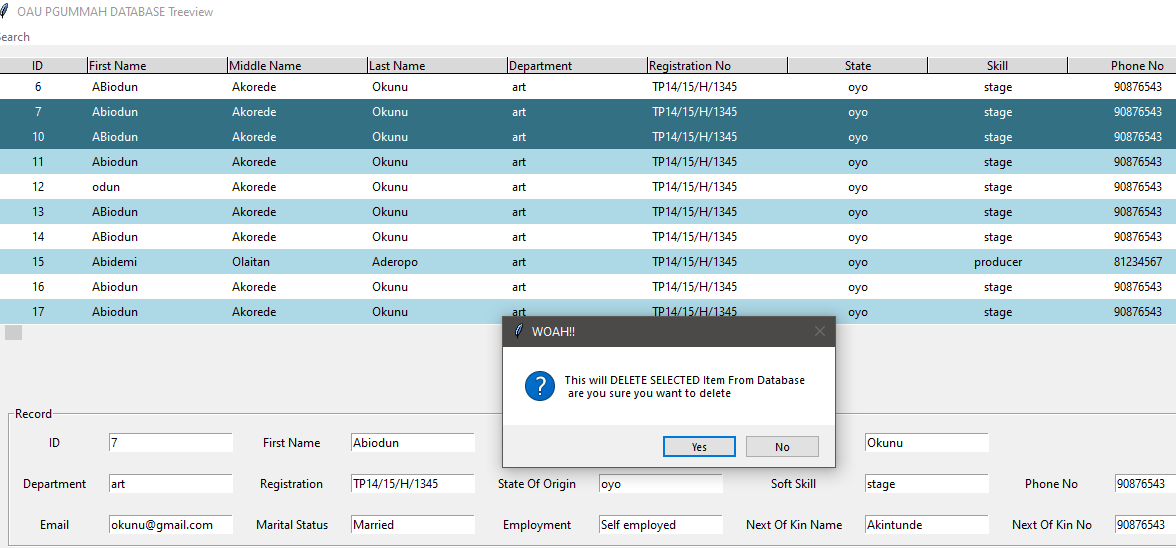 OAU PGUMMAH DATABASE Treeview
Search
ID First Name Middle Name Last Name Department Registration No State Skill Phone No
6 ABiodun Akorede Okunu art TP14/15/H/1345 oyo stage 90876543
7 Abiodun Akorede Okunu art TP14/15/H/1345 oyo stage 90876543
10 ABiodun Akorede Okunu art TP14/15/H/1345 oyo stage 90876543
11 Abiodun Akorede Okunu art TP14/15/H/1345 oyo stage 90876543
12 odun Akorede Okunu art TP14/15/H/1345 oyo stage 90876543
13 ABiodun Akorede Okunu art TP14/15/H/1345 oyo stage 90876543
14 ABiodun Akorede Okunu art TP14/15/H/1345 oyo stage 90876543
15 Abidemi Olaitan Aderopo art TP14/15/H/1345 oyo producer 81234567
16 ABiodun Akorede Okunu art TP14/15/H/1345 oyo stage 90876543
17 ABiodun Akorede Okunu art TP14/15/H/1345 oyo stage 90876543
WOAH!!
This will DELETE SELECTED Item From Database
are you sure you want to delete
Yes No
Record
ID 7 First Name Abiodun Okunu
Department art Registration TP14/15/H/1345 State Of Origin oyo Soft Skill stage Phone No 90876543
Email okunu@gmail.com Marital Status Married Employment Self employed Next Of Kin Name Akintunde Next Of Kin No 90876543